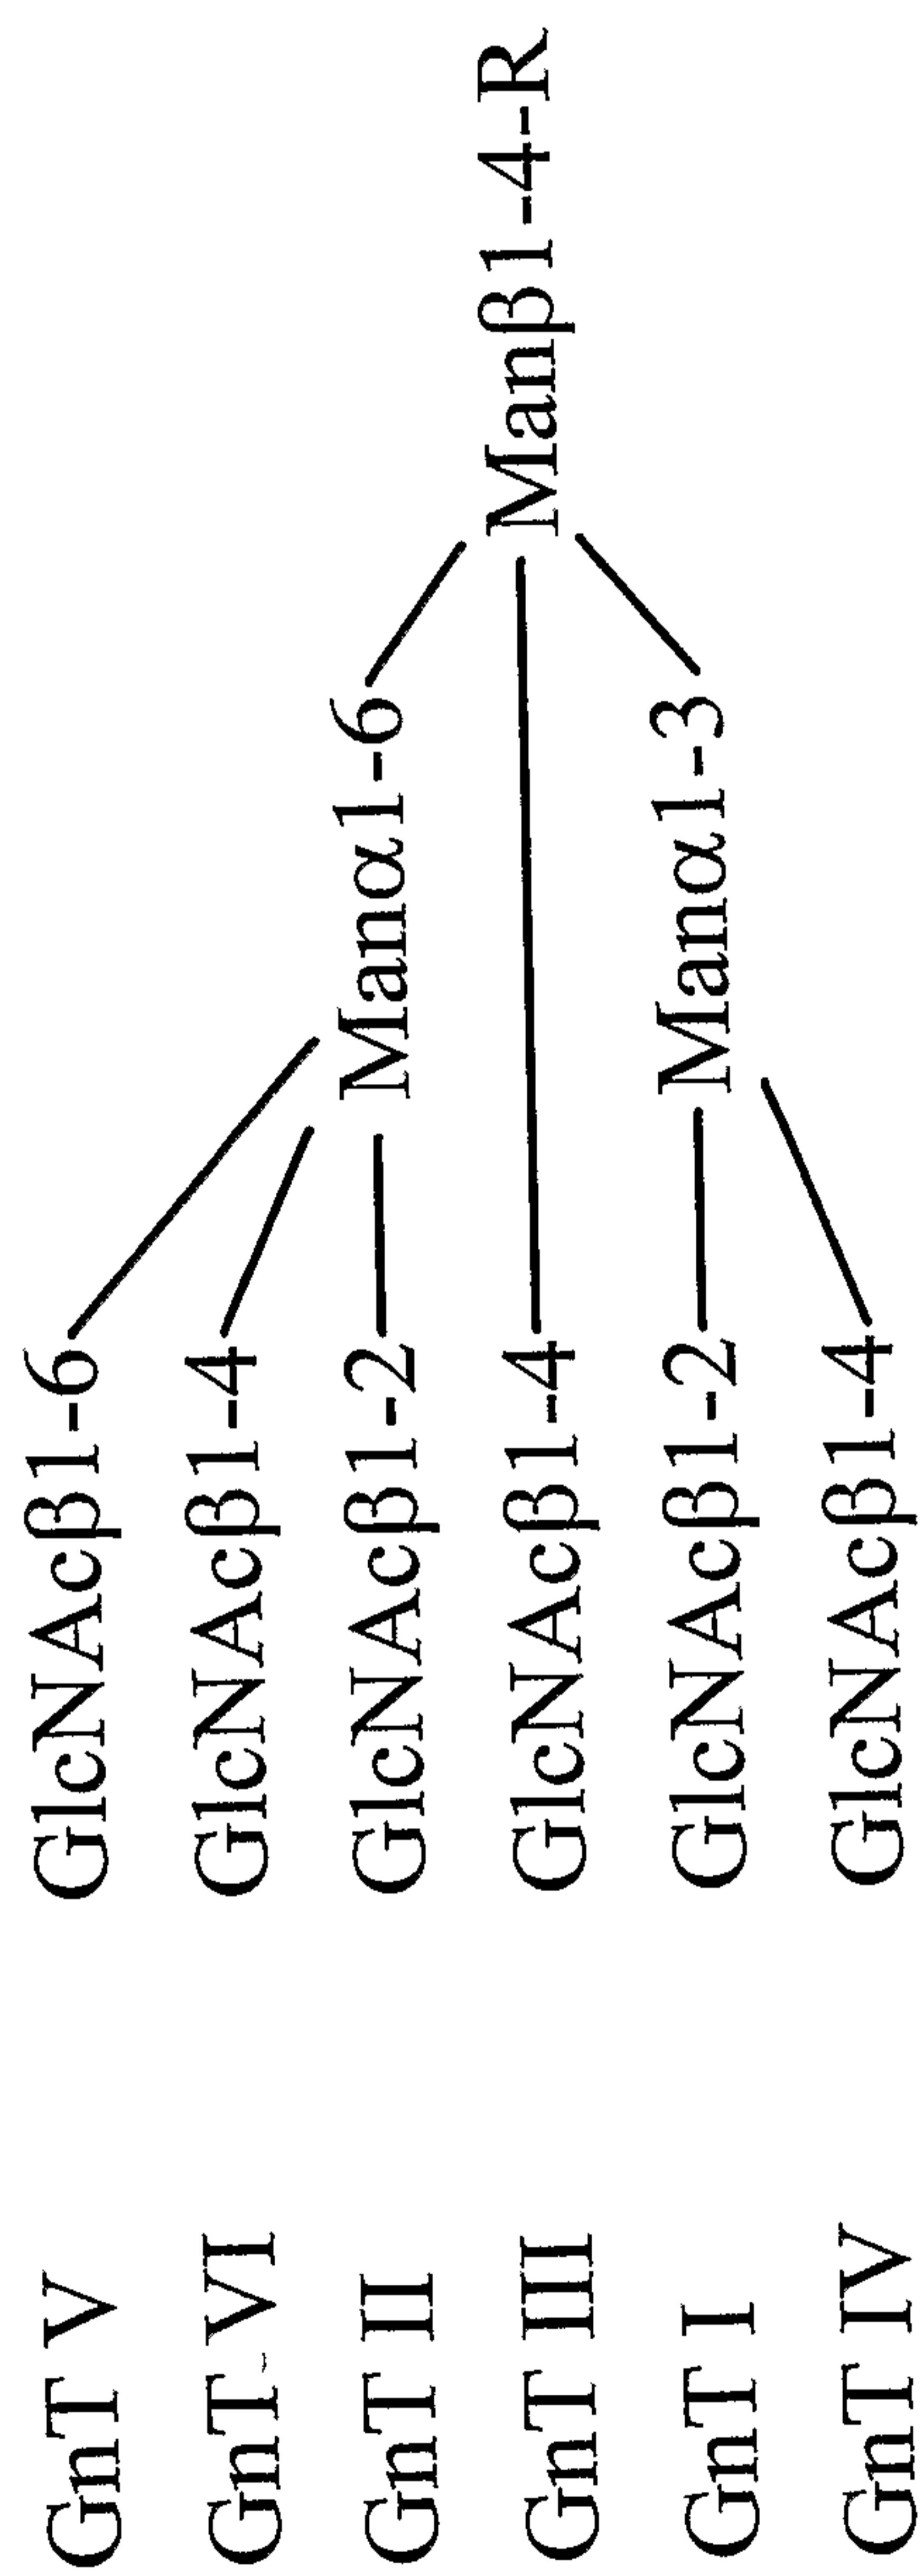 GnT V GlcNAcβ1-6
GnT VI GlcNAcβ1-4
Manα1-6
GnT II GlcNAcβ1-2
GnT III GlcNAcβ1-4
Manβ1-4-R
GnT I GlcNAcβ1-2
Manα1-3
GnT IV GlcNAcβ1-4